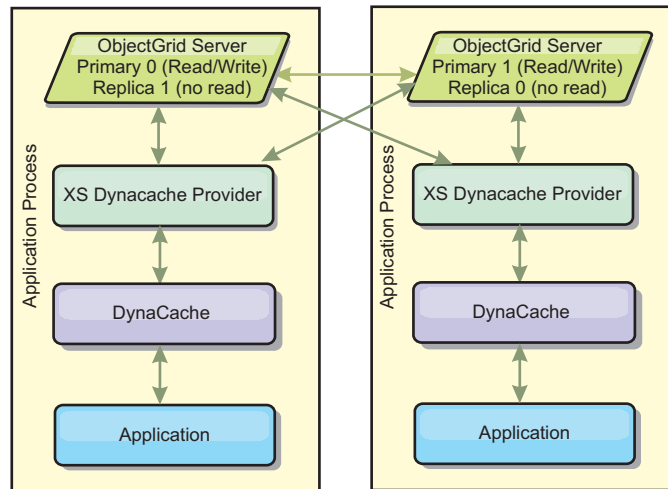 ObjectGrid Server
Primary 0 (Read/Write)
Replica 1 (no read)
XS Dynacache Provider
DynaCache
Application
Application Process
ObjectGrid Server
Primary 1 (Read/Write)
Replica 0 (no read)
XS Dynacache Provider
DynaCache
Application
Application Process